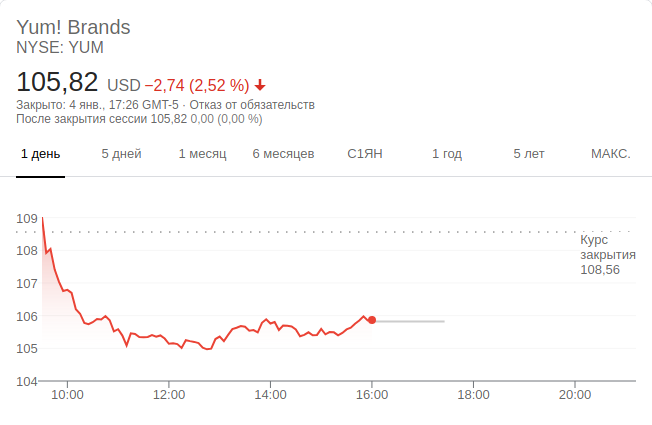 Yum! Brands
NYSE: YUM
105,82 USD −2,74 (2,52 %)
Закрыто: 4 янв., 17:26 GMT-5 · Отказ от обязательств
После закрытия сессии 105,82 0,00 (0,00 %)
1 день 5 дней 1 месяц 6 месяцев С1ЯН 1 год 5 лет МАКС.
109
Курс
закрытия
108,56
108
107
106
105
104
10:00 12:00 14:00 16:00 18:00 20:00